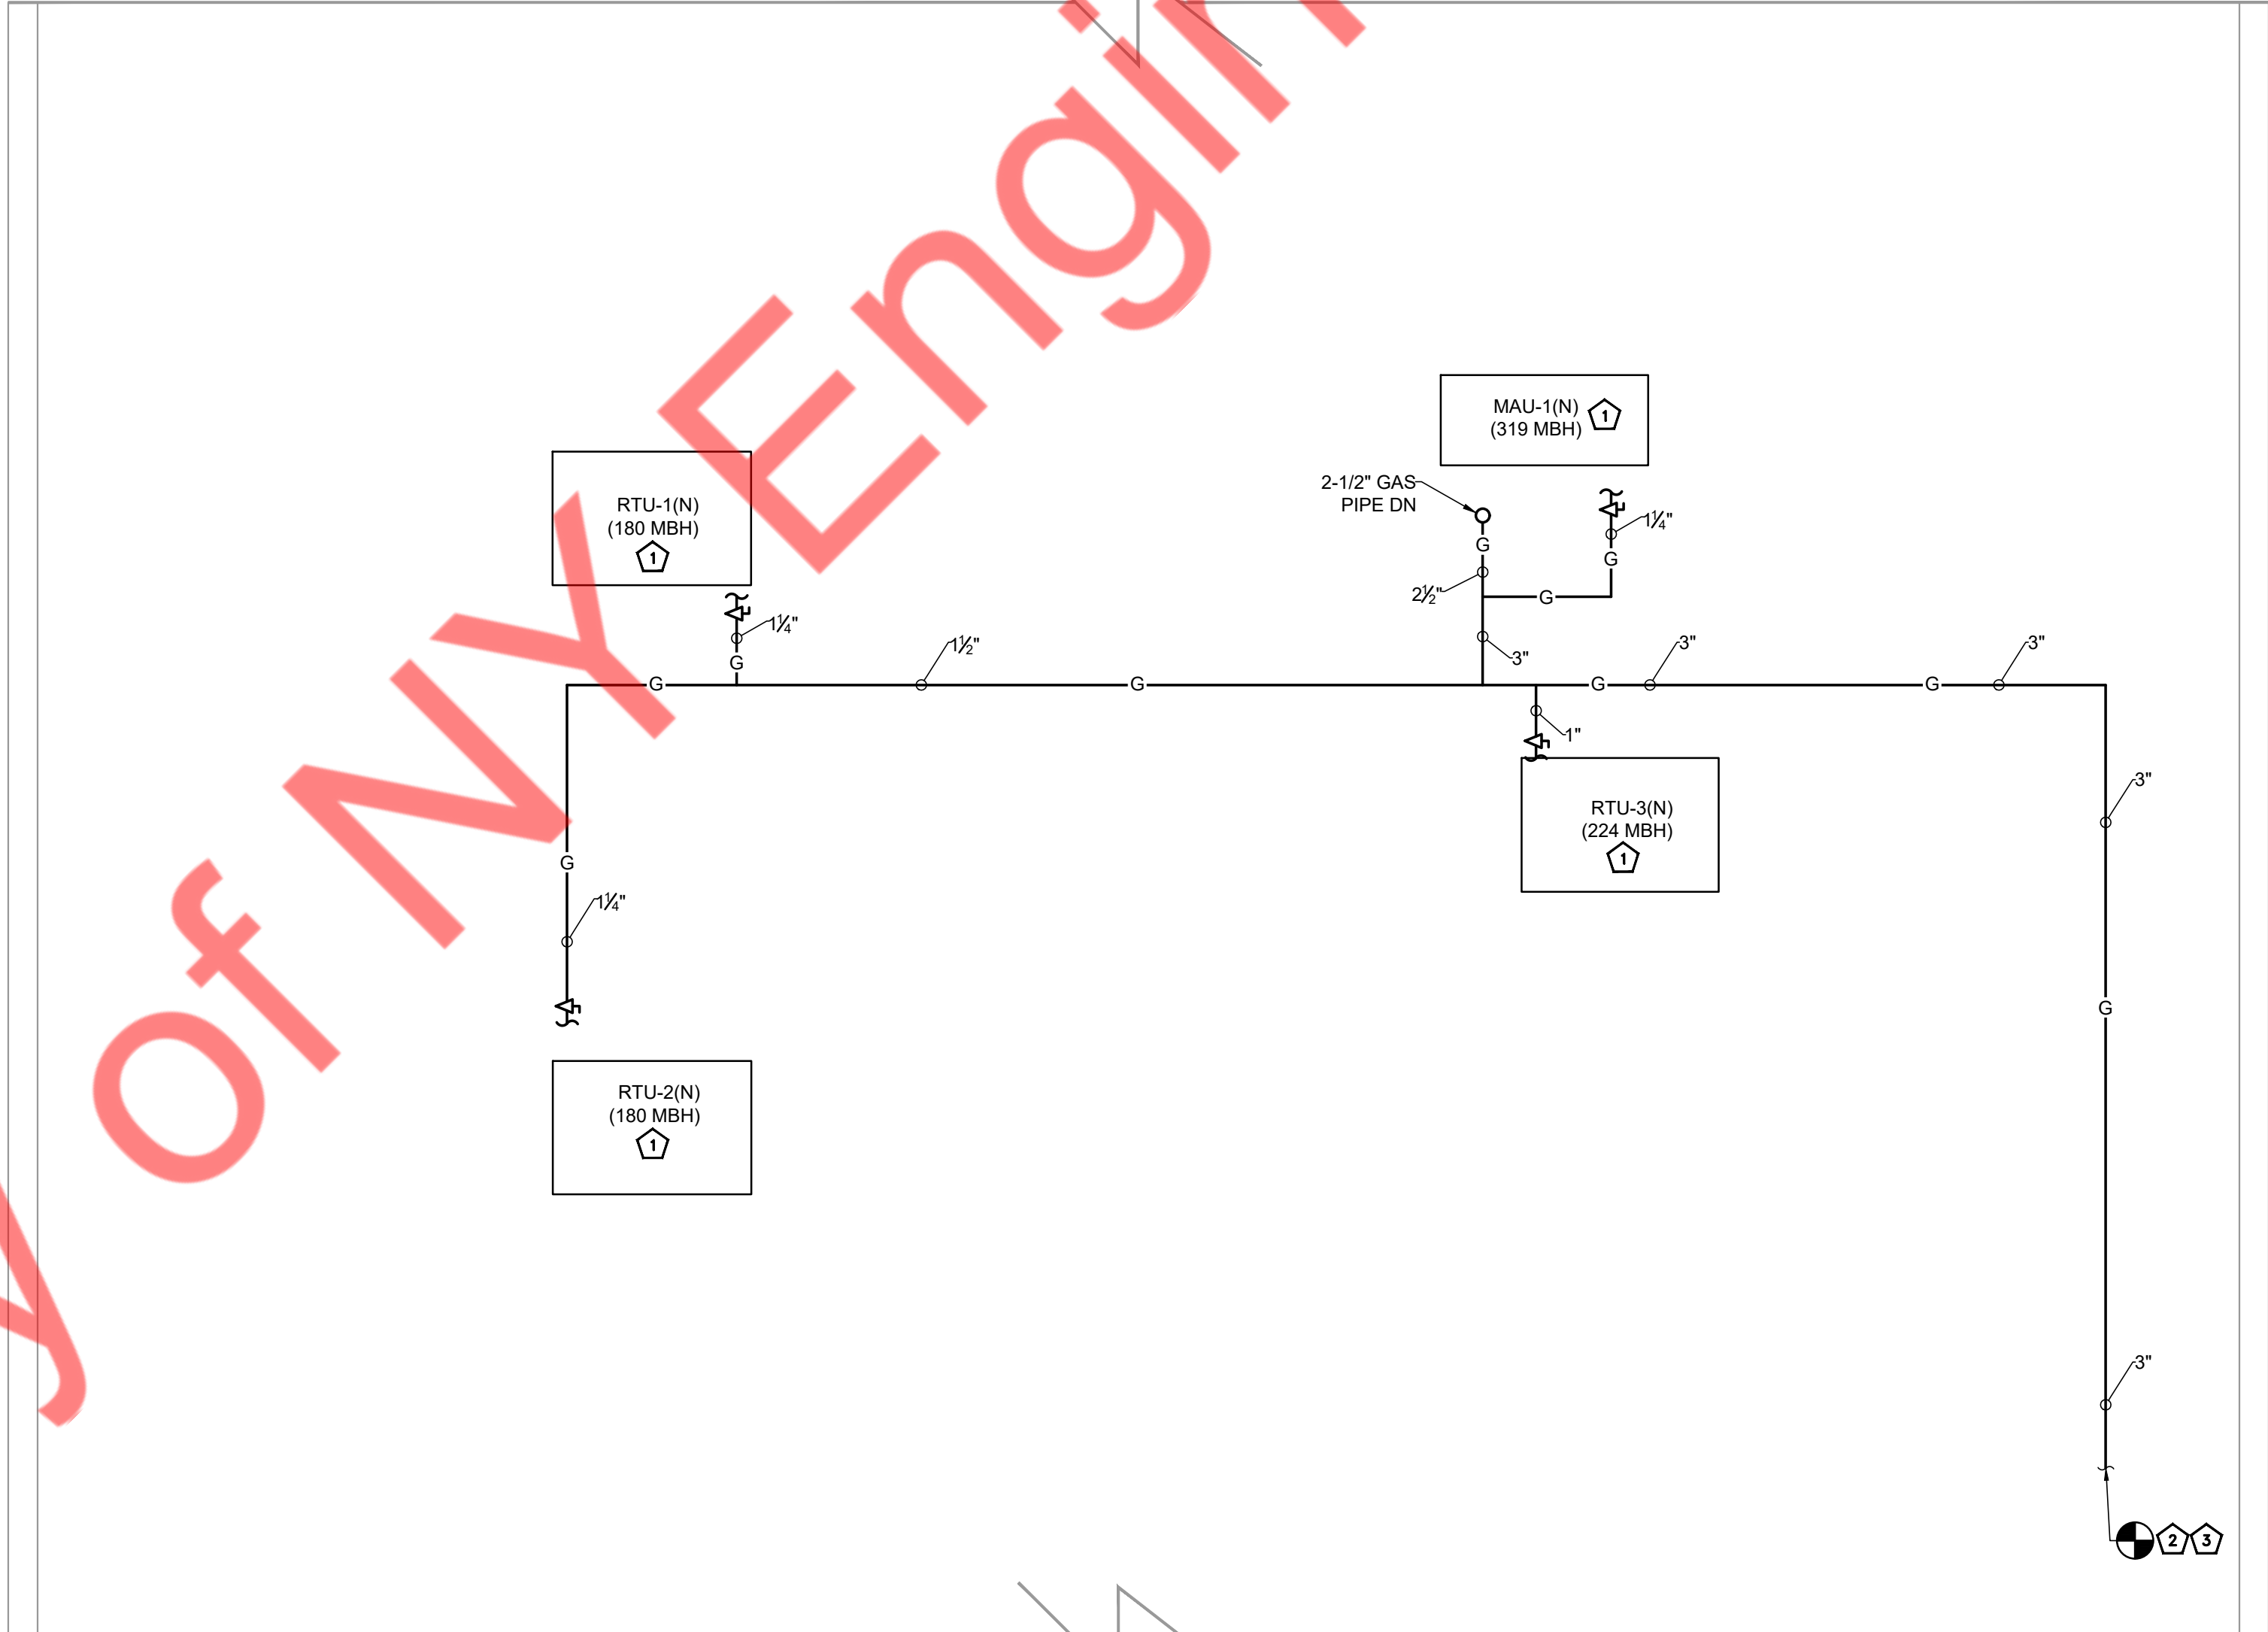 y of NY Engin
MAU-1(N)
(319 MBH)
1
2-1/2" GAS
PIPE DN
RTU-1(N)
(180 MBH)
1
1¼"
G
G
2½"
G
1¼"
G
1½"
3"
3"
3"
G
G
G
G
1"
3"
RTU-3(N)
(224 MBH)
1
G
1¼"
G
RTU-2(N)
(180 MBH)
1
3"
2
3